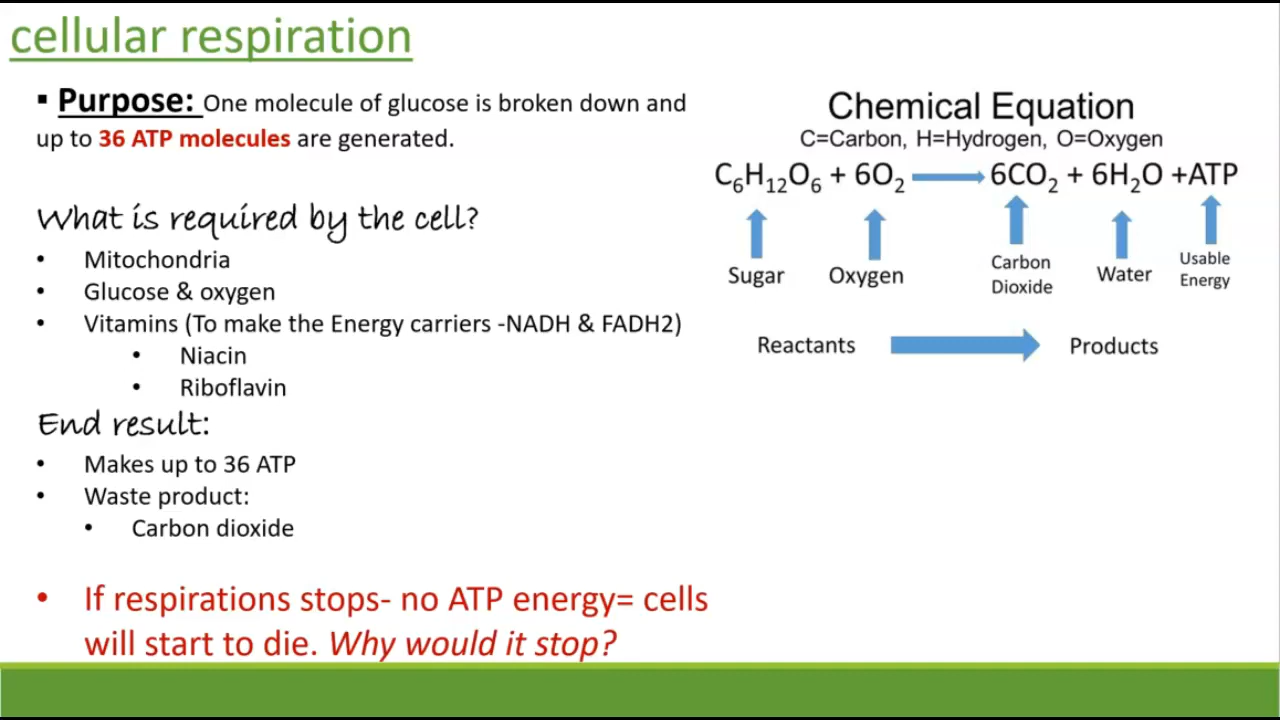 cellular respiration
▪ Purpose: One molecule of glucose is broken down and
up to 36 ATP molecules are generated.
What is required by the cell?
• Mitochondria
• Glucose & oxygen
• Vitamins (To make the Energy carriers -NADH & FADH2)
• Niacin
• Riboflavin
End result:
• Makes up to 36 ATP
• Waste product:
• Carbon dioxide
• If respirations stops- no ATP energy= cells
will start to die. Why would it stop?
Chemical Equation
C=Carbon, H=Hydrogen, O=Oxygen
C₆H₁₂O₆ + 6O₂ → 6CO₂ + 6H₂O +ATP
Sugar Oxygen Carbon Dioxide Water Usable Energy
Reactants Products